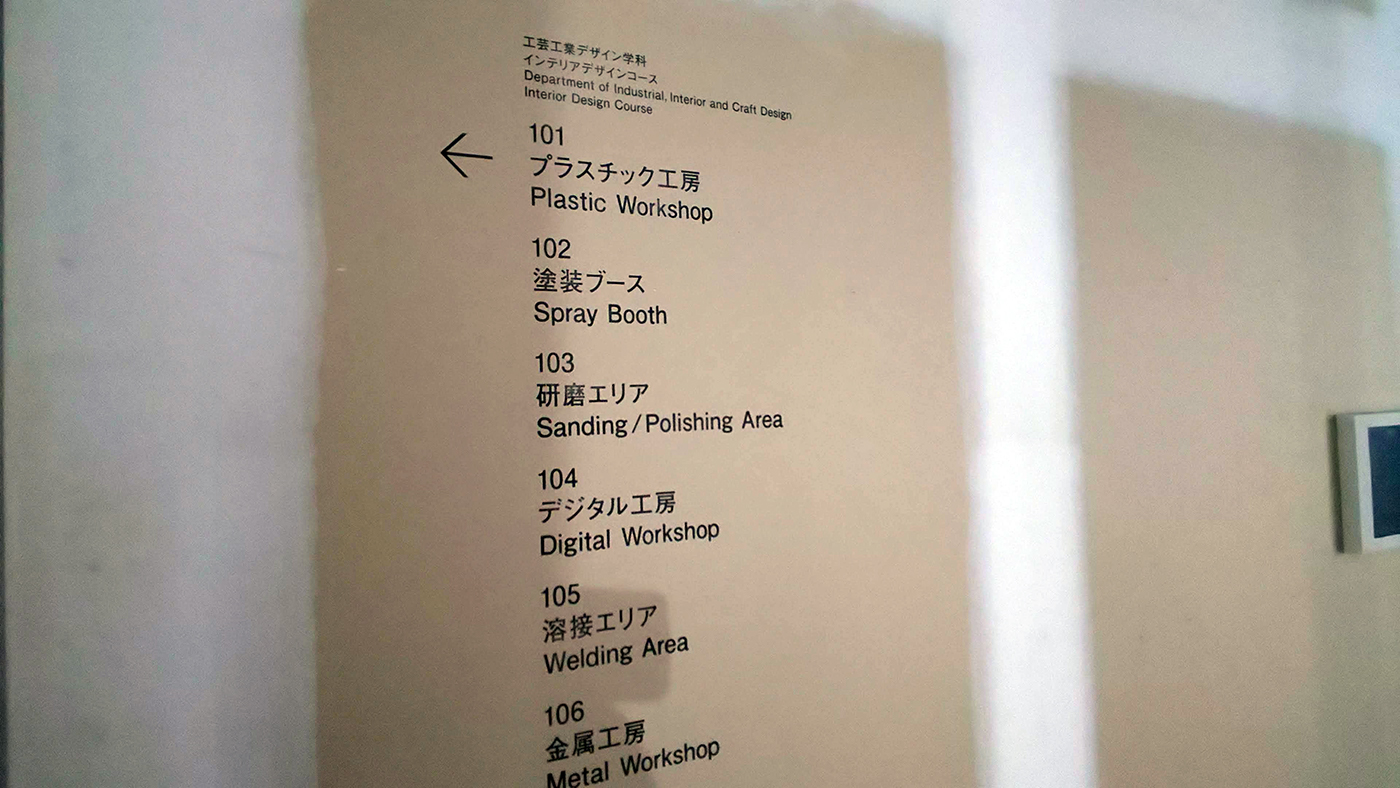 工芸工業デザイン学科
インテリアデザインコース
Department of Industrial, Interior and Craft Design
Interior Design Course
101
プラスチック工房
Plastic Workshop
102
塗装ブース
Spray Booth
103
研磨エリア
Sanding / Polishing Area
104
デジタル工房
Digital Workshop
105
溶接エリア
Welding Area
106
金属工房
Metal Workshop